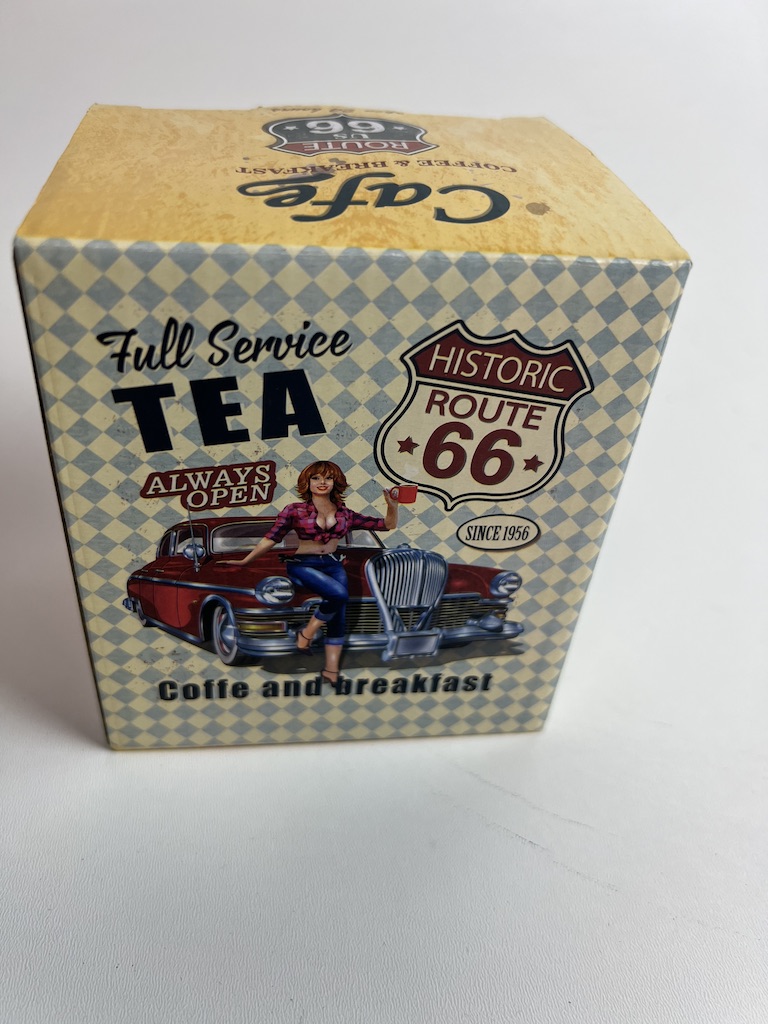 Cafe
COFFEE & BREAKFAST
ROUTE
US
66
Full Service
TEA
ALWAYS
OPEN
HISTORIC
ROUTE
66
SINCE 1956
Coffe and breakfast